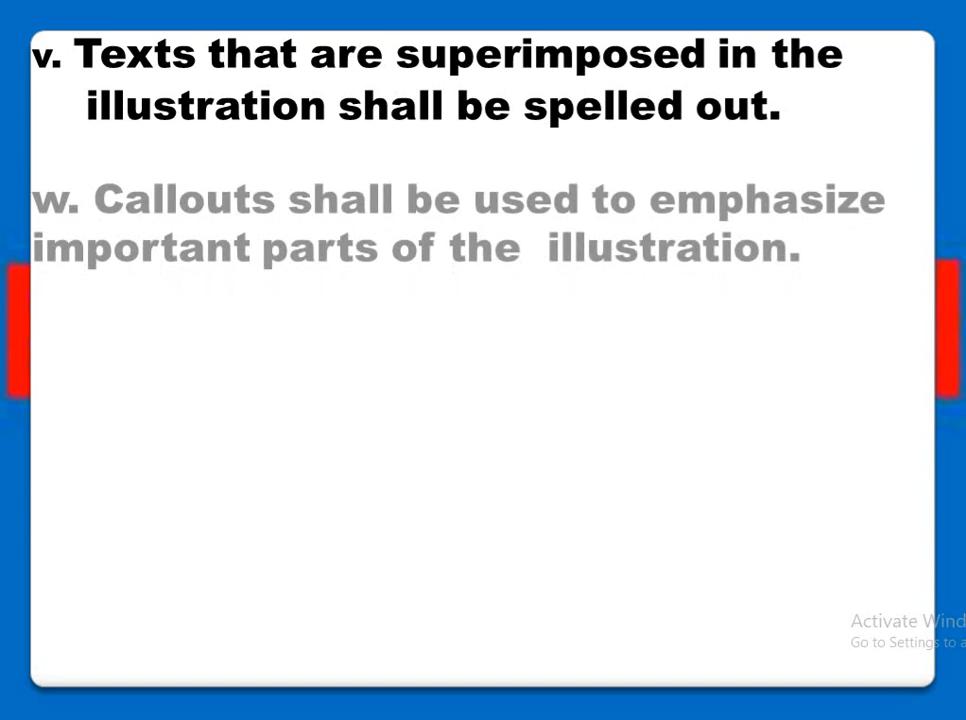 v. Texts that are superimposed in the
illustration shall be spelled out.
w. Callouts shall be used to emphasize
important parts of the illustration.
Activate
Go to Settings to